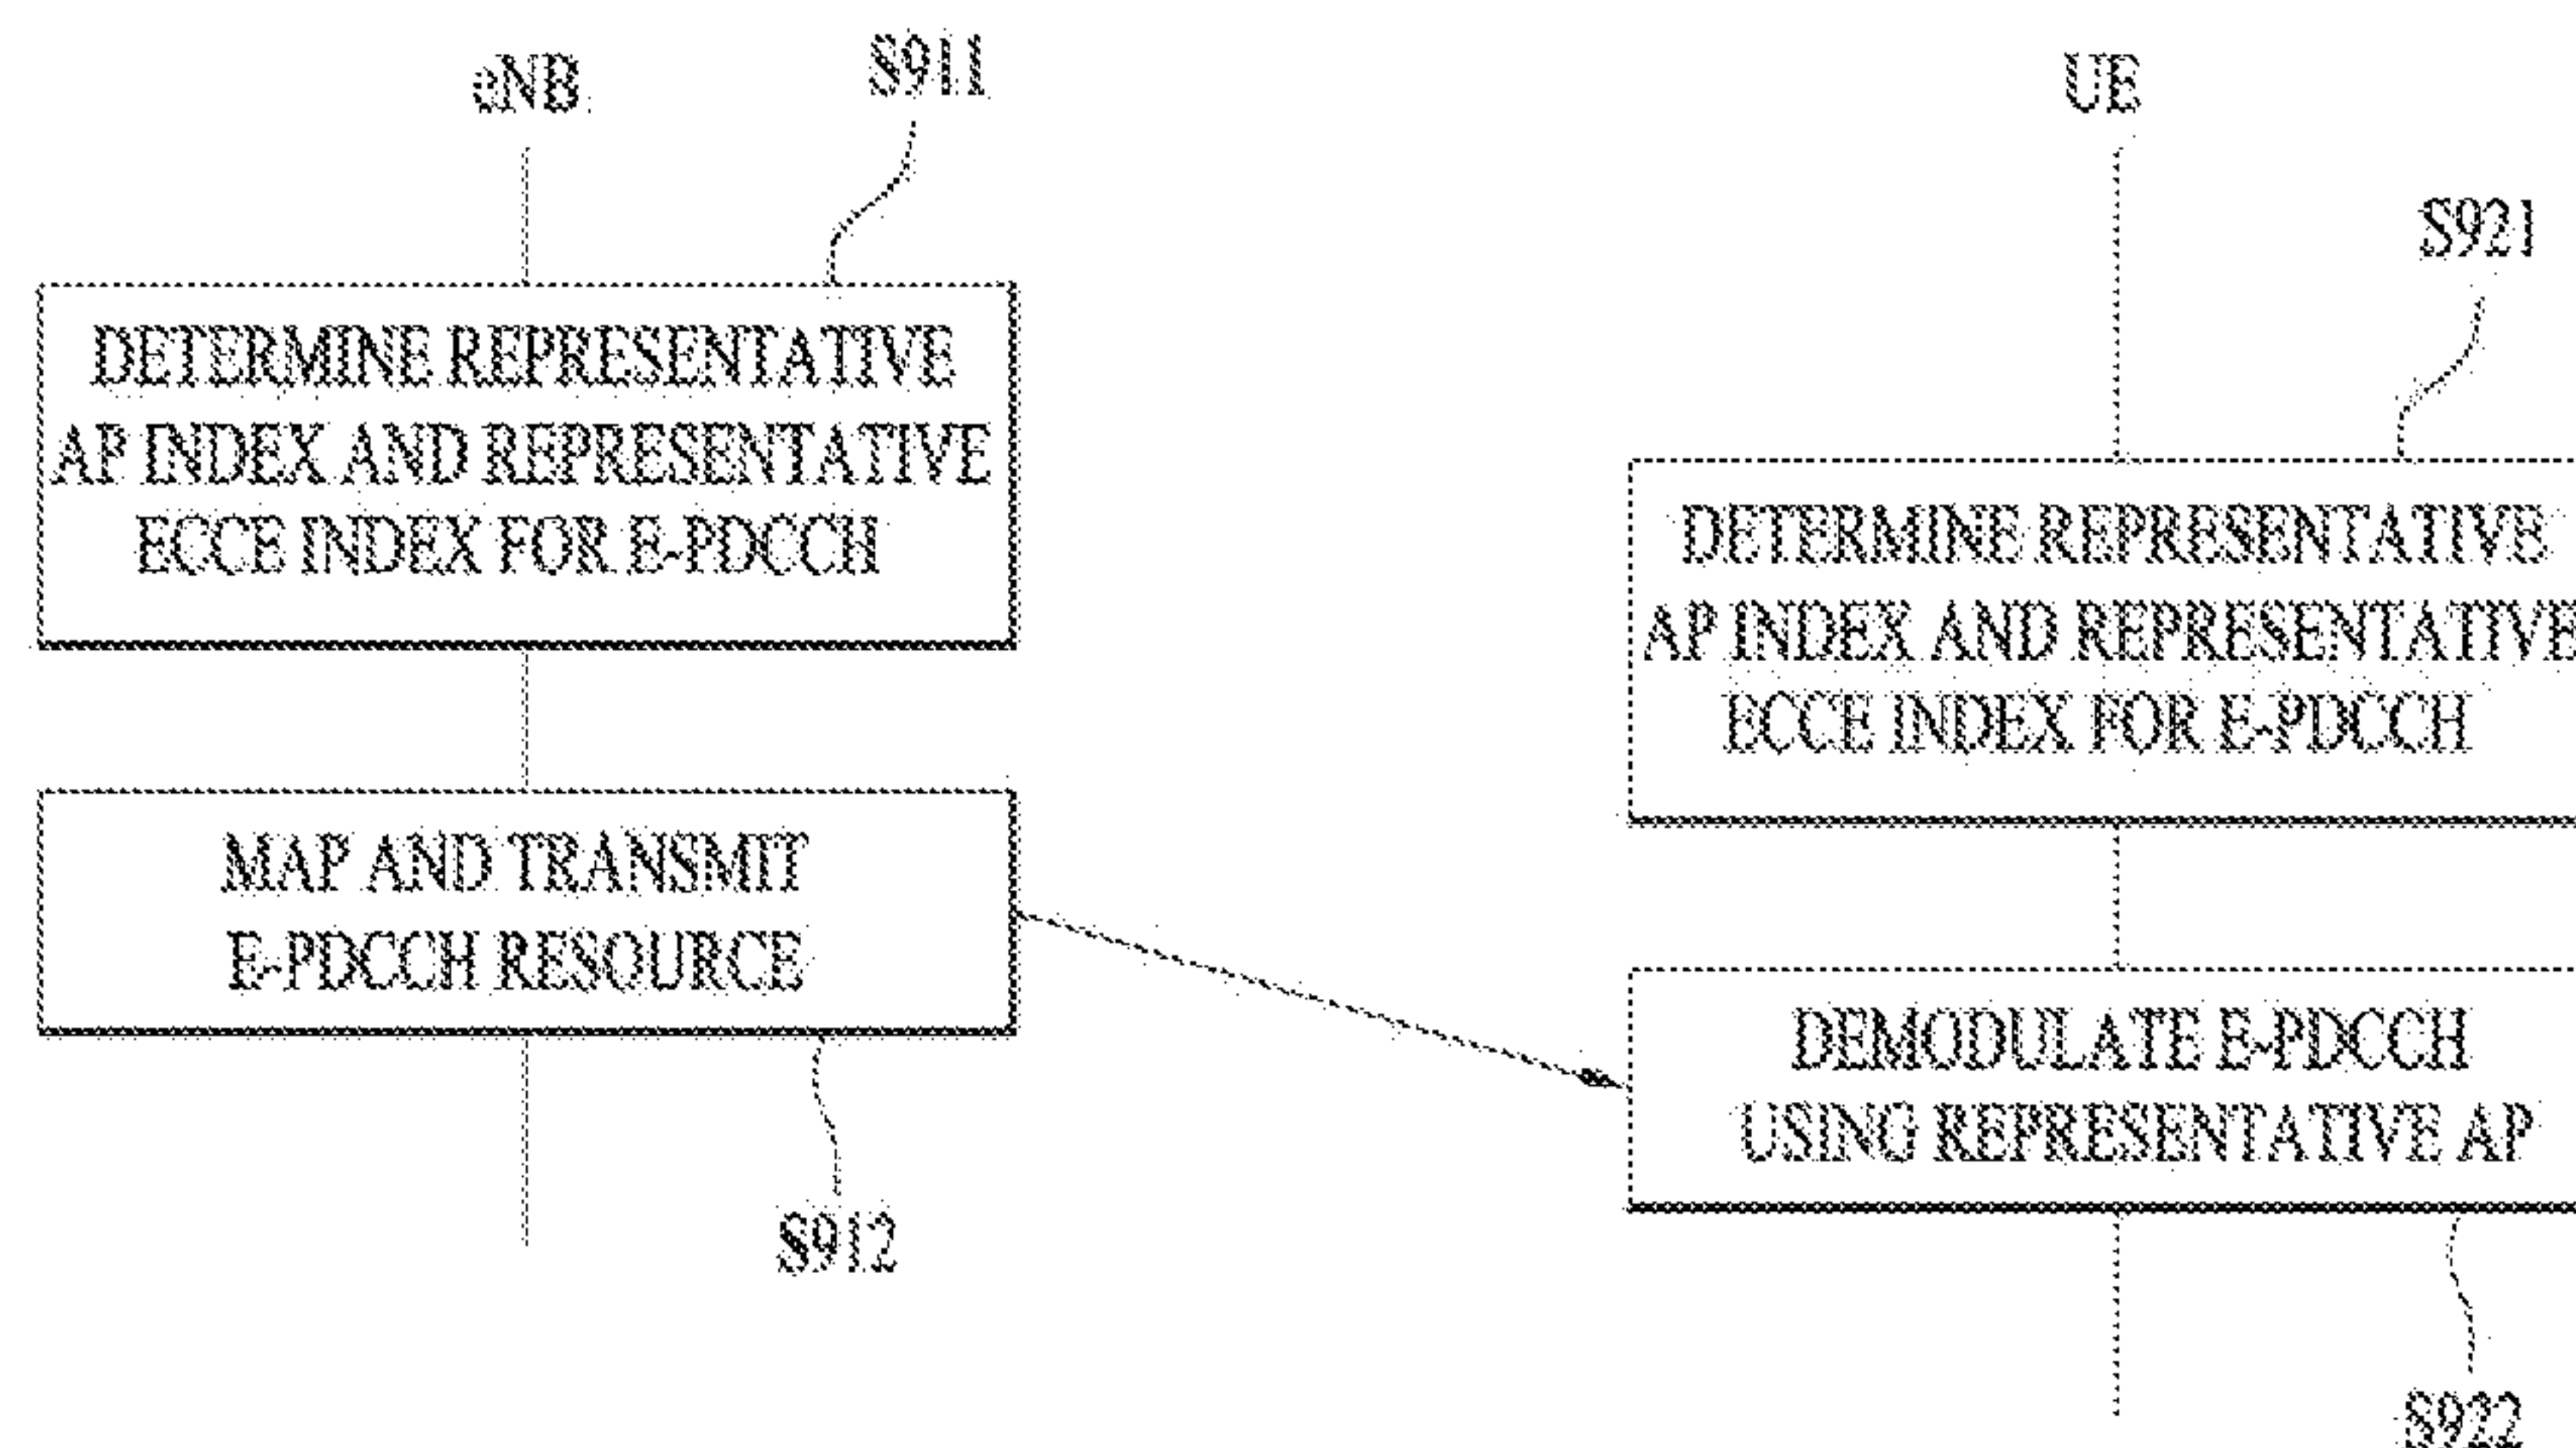 eNB
S911
DETERMINE REPRESENTATIVE
AP INDEX AND REPRESENTATIVE
ECCE INDEX FOR E-PDCCH
MAP AND TRANSMIT
E-PDCCH RESOURCE
S912
UE
S921
DETERMINE REPRESENTATIVE
AP INDEX AND REPRESENTATIVE
ECCE INDEX FOR E-PDCCH
DEMODULATE E-PDCCH
USING REPRESENTATIVE AP
S922